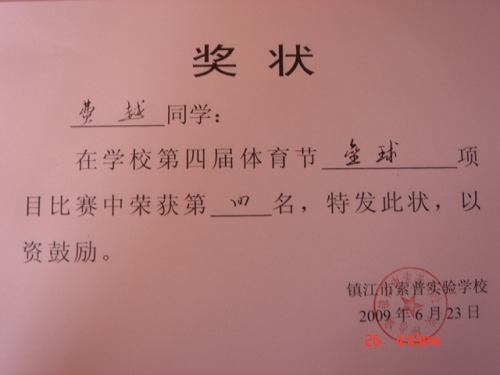 奖状
费越同学：
在学校第四届体育节垒球项
目比赛中荣获第四名，特发此状，以
资鼓励。
镇江市索普实验学校
2009年6月23日